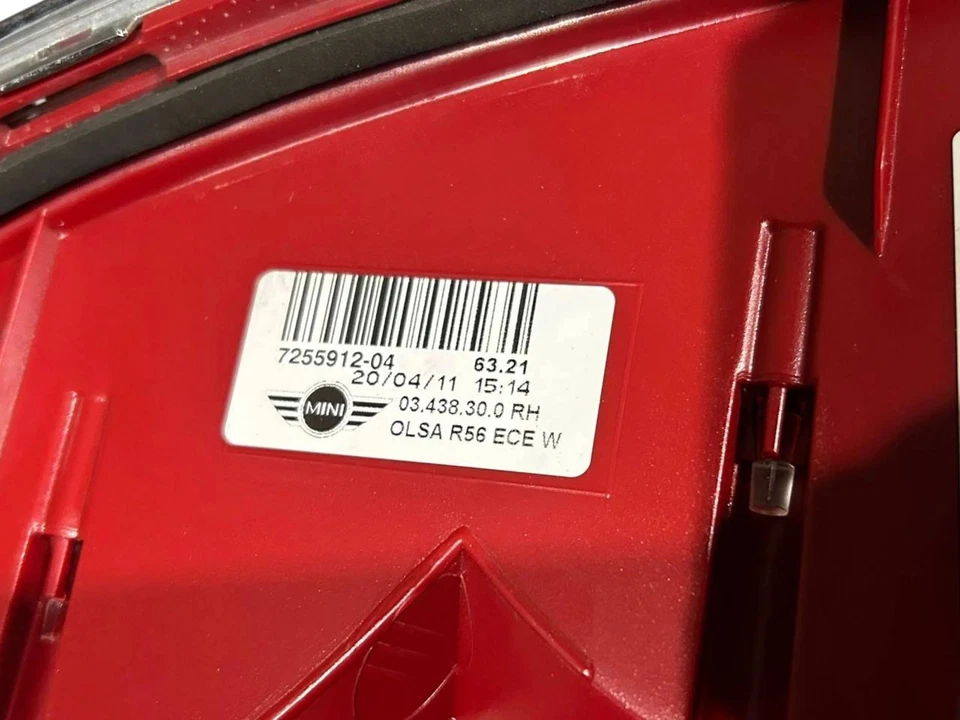 7255912-04 63.21
20/04/11 15:14
MINI 03.438.30.0 RH
OLSA R56 ECE W